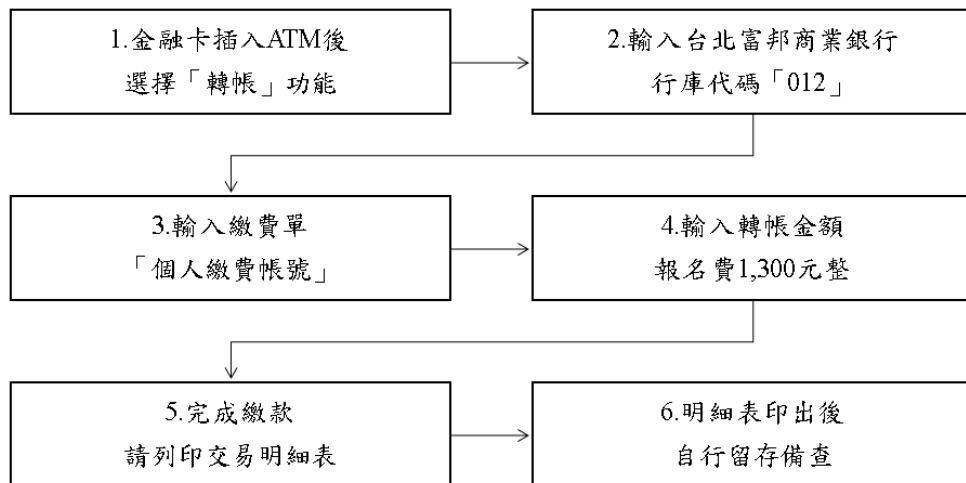 1.金融卡插入ATM後
選擇「轉帳」功能
2.輸入台北富邦商業銀行
行庫代碼「012」
3.輸入繳費單
「個人繳費帳號」
4.輸入轉帳金額
報名費1,300元整
5.完成繳款
請列印交易明細表
6.明細表印出後
自行留存備查